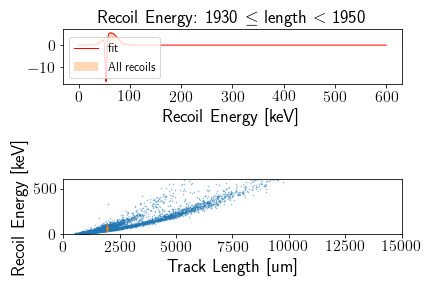 Recoil Energy: 1930 ≤ length < 1950
0
−10
fit
All recoils
0 100 200 300 400 500 600
Recoil Energy [keV]
Recoil Energy [keV]
500
0
0 2500 5000 7500 10000 12500 15000
Track Length [um]